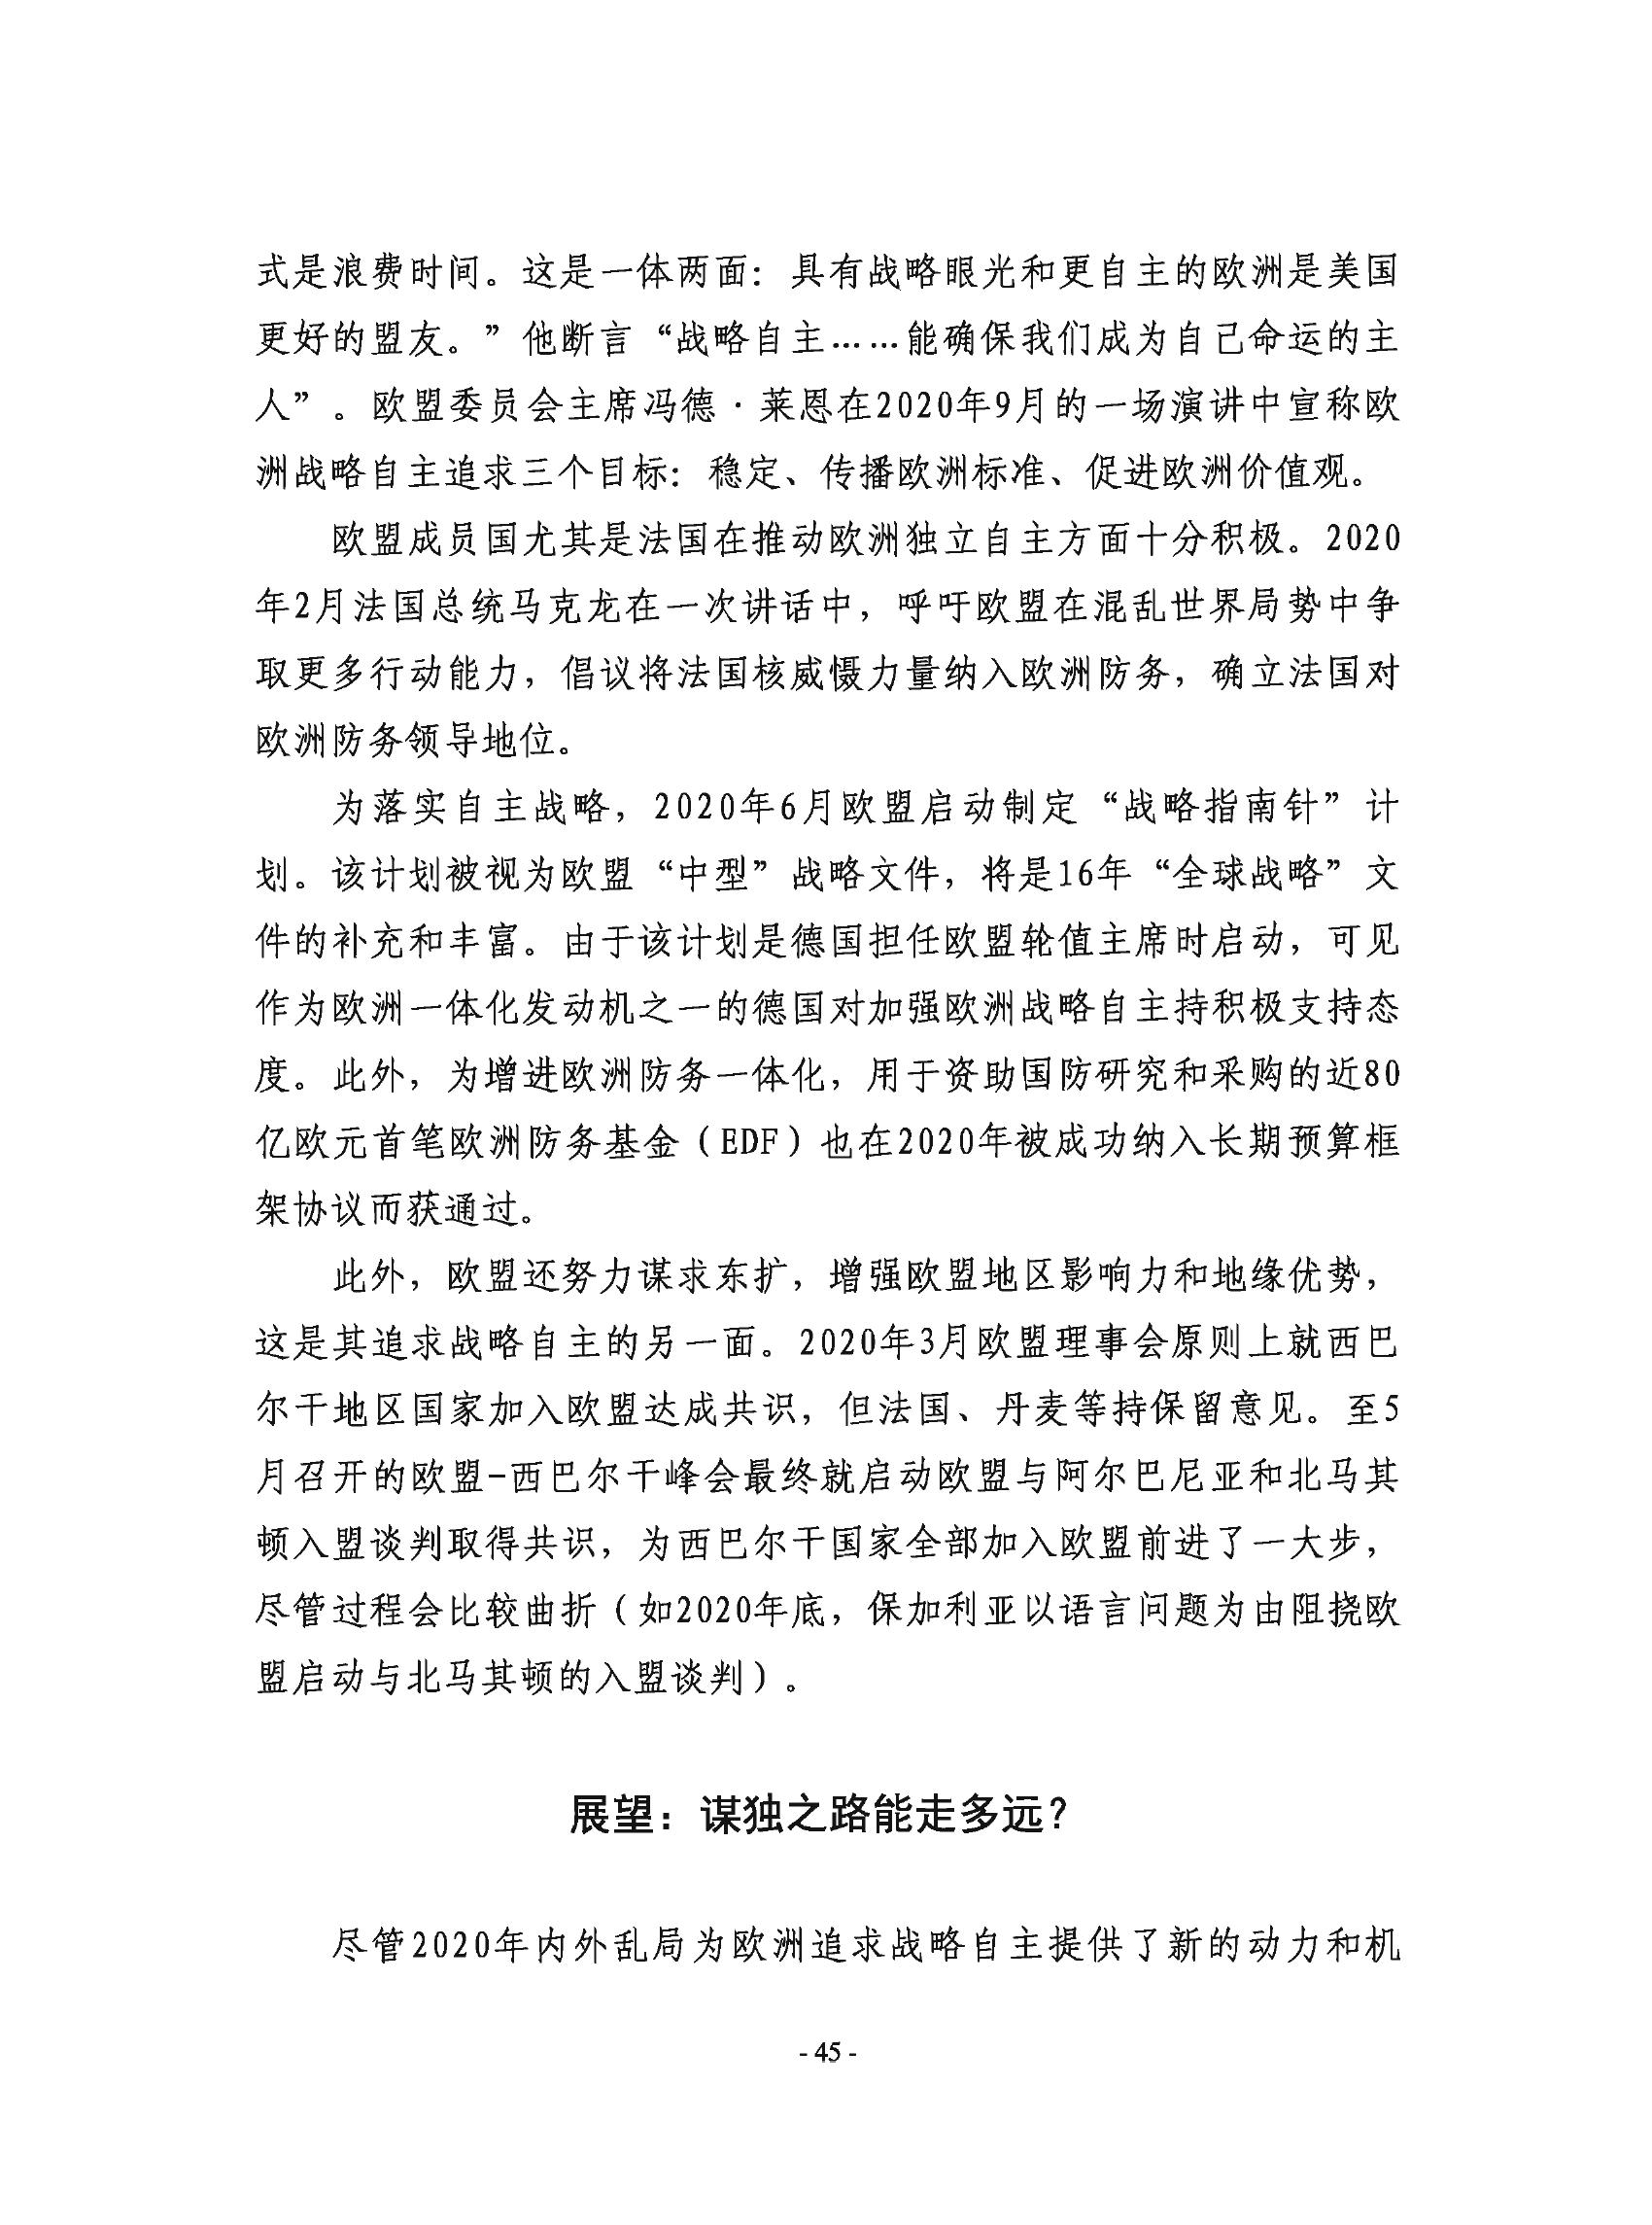 式是浪费时间。这是一体两面：具有战略眼光和更自主的欧洲是美国
更好的盟友。”他断言“战略自主……能确保我们成为自己命运的主
人”。欧盟委员会主席冯德·莱恩在2020年9月的一场演讲中宣称欧
洲战略自主追求三个目标：稳定、传播欧洲标准、促进欧洲价值观。
欧盟成员国尤其是法国在推动欧洲独立自主方面十分积极。2020
年2月法国总统马克龙在一次讲话中，呼吁欧盟在混乱世界局势中争
取更多行动能力，倡议将法国核威慑力量纳入欧洲防务，确立法国对
欧洲防务领导地位。
为落实自主战略，2020年6月欧盟启动制定“战略指南针”计
划。该计划被视为欧盟“中型”战略文件，将是16年“全球战略”文
件的补充和丰富。由于该计划是德国担任欧盟轮值主席时启动，可见
作为欧洲一体化发动机之一的德国对加强欧洲战略自主持积极支持态
度。此外，为增进欧洲防务一体化，用于资助国防研究和采购的近80
亿欧元首笔欧洲防务基金（EDF）也在2020年被成功纳入长期预算框
架协议而获通过。
此外，欧盟还努力谋求东扩，增强欧盟地区影响力和地缘优势，
这是其追求战略自主的另一面。2020年3月欧盟理事会原则上就西巴
尔干地区国家加入欧盟达成共识，但法国、丹麦等持保留意见。至5
月召开的欧盟-西巴尔干峰会最终就启动欧盟与阿尔巴尼亚和北马其
顿入盟谈判取得共识，为西巴尔干国家全部加入欧盟前进了一大步，
尽管过程会比较曲折（如2020年底，保加利亚以语言问题为由阻挠欧
盟启动与北马其顿的入盟谈判）。
展望：谋独之路能走多远？
尽管2020年内外乱局为欧洲追求战略自主提供了新的动力和机
- 45 -